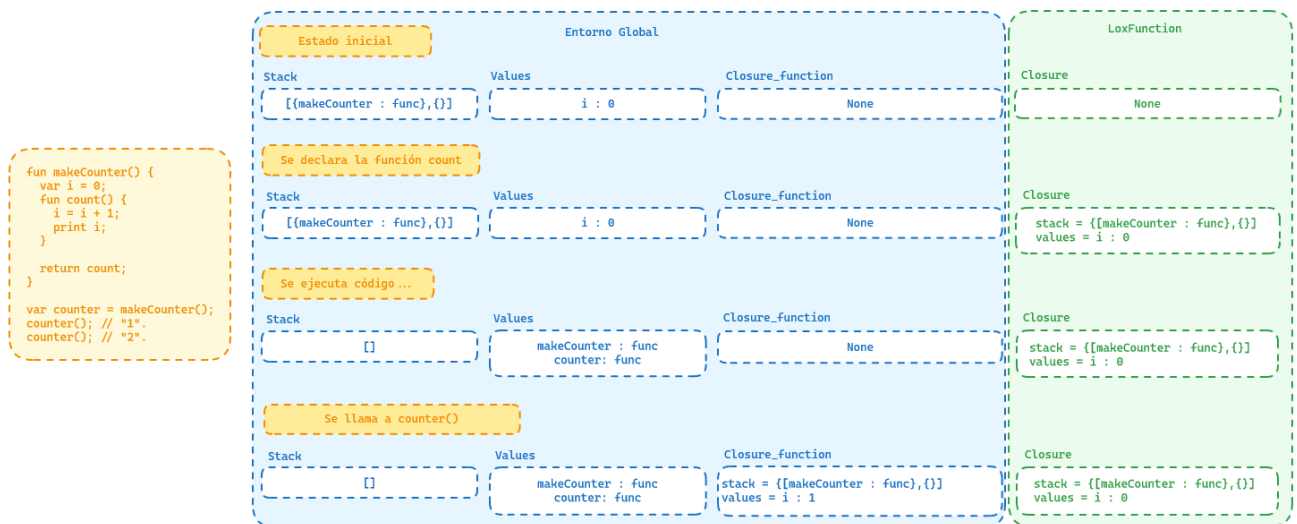 fun makeCounter() {
var i = 0;
fun count() {
i = i + 1;
print i;
}
return count;
}
var counter = makeCounter();
counter(); // "1".
counter(); // "2".
Entorno Global
Estado inicial
Stack
[{makeCounter : func},{}]
Values
i : 0
Closure_function
None
Se declara la función count
Stack
[{makeCounter : func},{}]
Values
i : 0
Closure_function
None
Se ejecuta código...
Stack
[]
Values
makeCounter : func
counter: func
Closure_function
None
Se llama a counter()
Stack
[]
Values
makeCounter : func
counter: func
Closure_function
stack = {[makeCounter : func},{}]
values = i : 1
LoxFunction
Closure
None
Closure
stack = {[makeCounter : func},{}]
values = i : 0
Closure
stack = {[makeCounter : func},{}]
values = i : 0
Closure
stack = {[makeCounter : func},{}]
values = i : 0